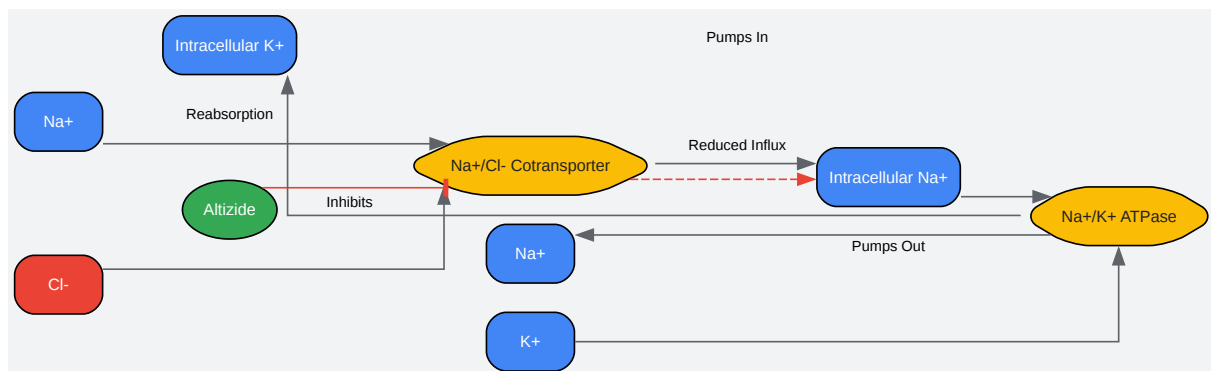 Pumps In
Intracellular K+
Reabsorption
Na+
Na+/Cl- Cotransporter
Reduced Influx
Intracellular Na+
Altizide
Inhibits
Na+/K+ ATPase
Pumps Out
Na+
Cl-
K+